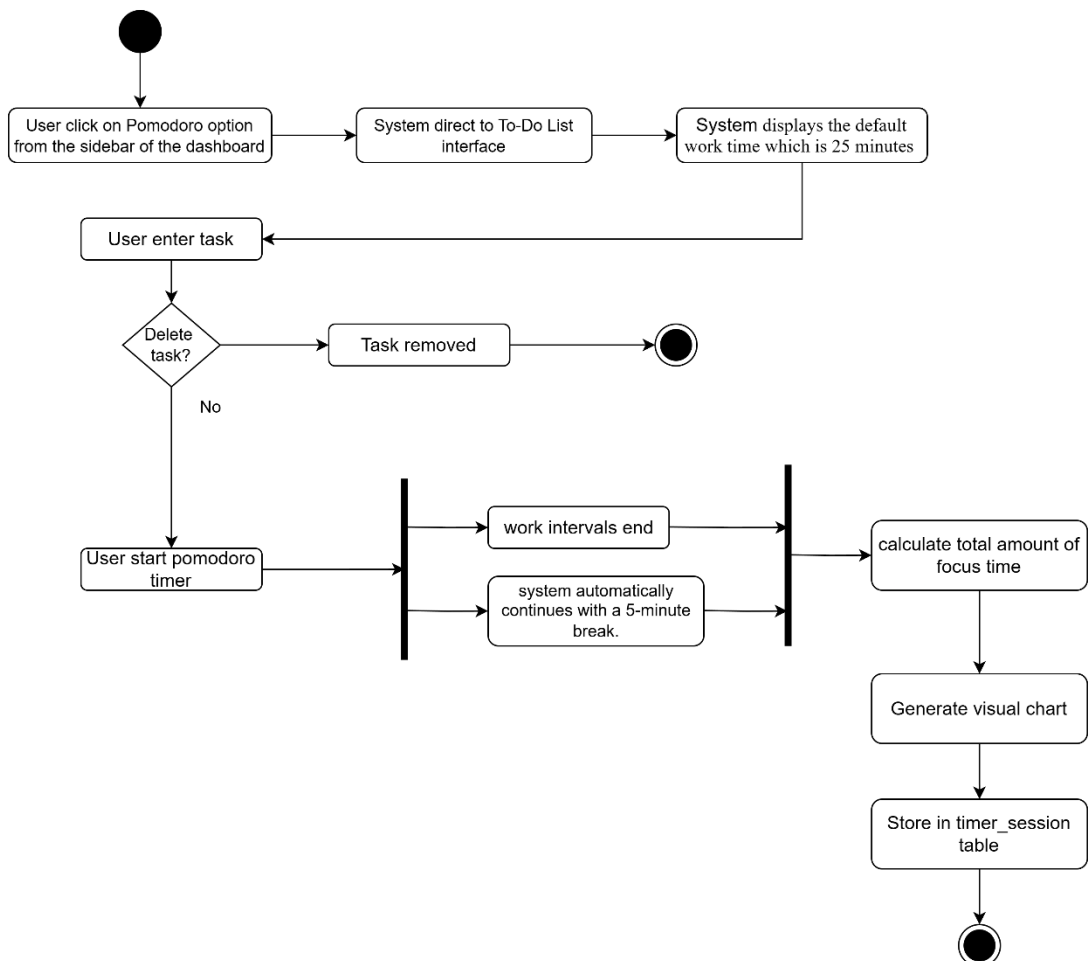 User click on Pomodoro option
from the sidebar of the dashboard
System direct to To-Do List
interface
System displays the default
work time which is 25 minutes
User enter task
Delete
task?
Task removed
No
User start pomodoro
timer
work intervals end
system automatically
continues with a 5-minute
break.
calculate total amount of
focus time
Generate visual chart
Store in timer_session
table